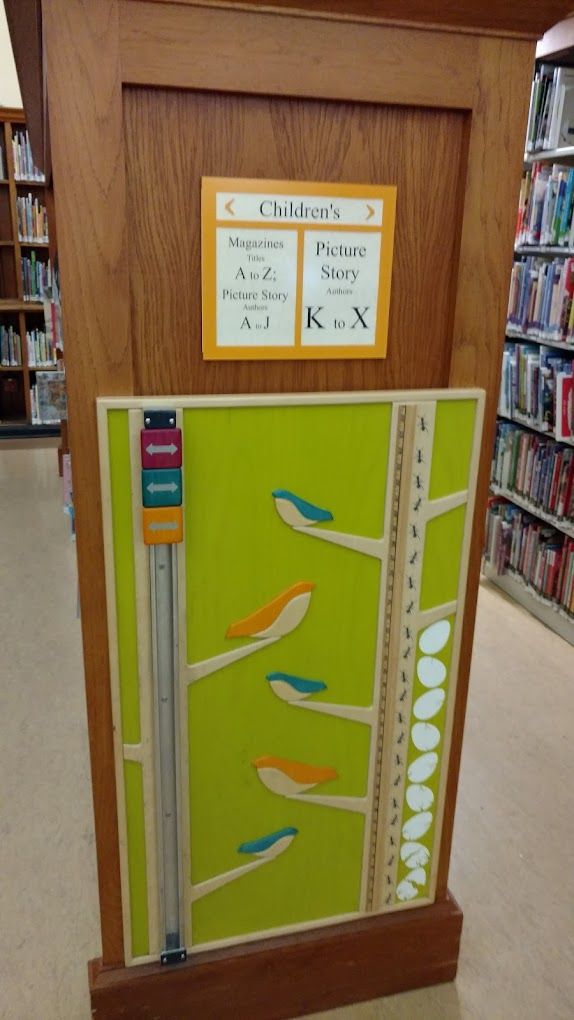 Children's
Magazines
Titles
A to Z;
Picture Story
Authors
A to J
Picture
Story
Authors
K to X